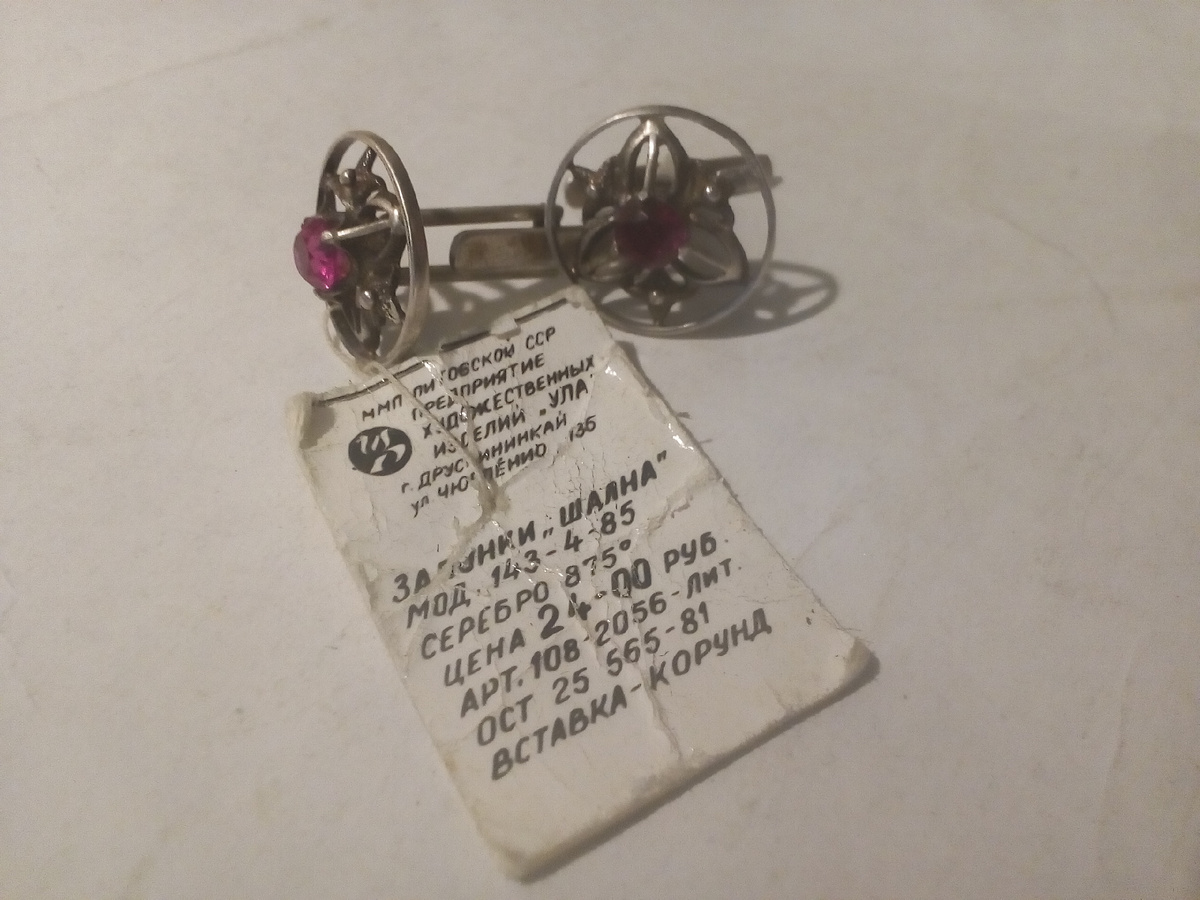 ММП ЛИТОВСКОЙ ССР
ПРЕДПРИЯТИЕ
ХУДОЖЕСТВЕННЫХ
ИЗДЕЛИЙ „УЛА"
г. ДРУСКИНИНКАЙ
ул. ЧЮРЛЁНИО 135
ЗАПОНКИ „ШАЛНА"
МОД. 143-4-85
СЕРЕБРО 875°
ЦЕНА 24-00 РУБ.
АРТ. 108-2056-Лит.
ОСТ 25 565-81
ВСТАВКА-КОРУНД